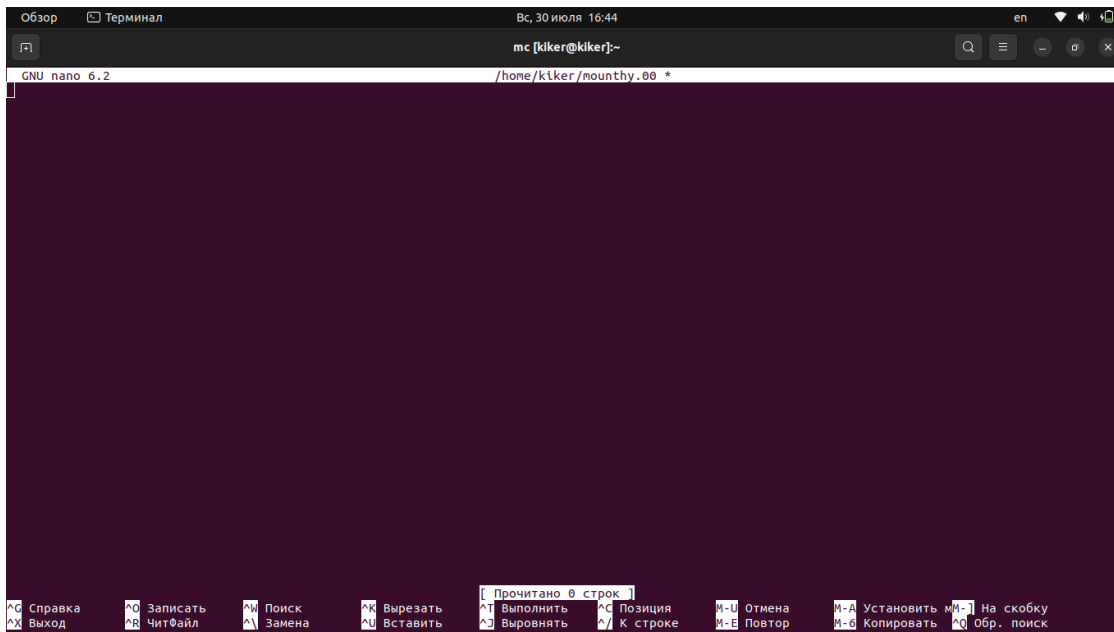 Обзор Терминал Вс, 30 июля 16:44 en
mc [kiker@kiker]:~
GNU nano 6.2 /home/kiker/mounthy.00 *
[ Прочитано 0 строк ]
^G Справка ^O Записать ^W Поиск ^K Вырезать ^T Выполнить ^C Позиция M-U Отмена M-A Установить мM-] На скобку
^X Выход ^R ЧитФайл ^\ Замена ^U Вставить ^J Выровнять ^/ К строке M-E Повтор M-6 Копировать ^Q Обр. поиск